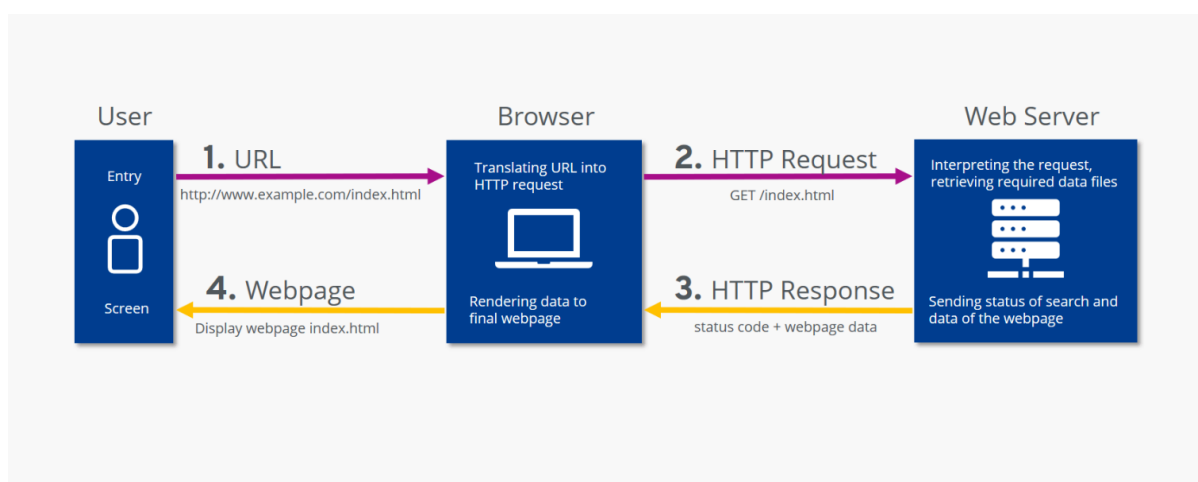 User
Browser
Web Server
Entry
1. URL
http://www.example.com/index.html
Translating URL into
HTTP request
2. HTTP Request
GET /index.html
Interpreting the request,
retrieving required data files
Screen
4. Webpage
Display webpage index.html
Rendering data to
final webpage
3. HTTP Response
status code + webpage data
Sending status of search and
data of the webpage